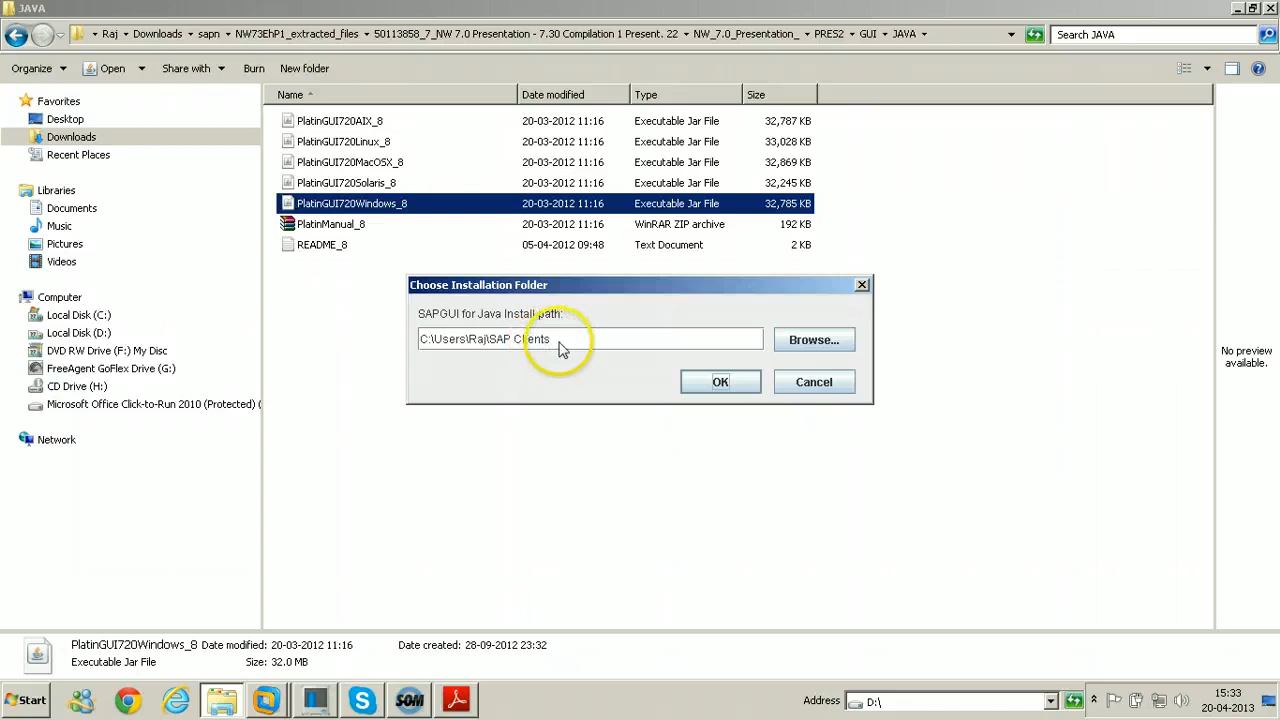 JAVA
Raj ▸ Downloads ▸ sapn ▸ NW73EhP1_extracted_files ▸ 50113858_7_NW 7.0 Presentation - 7.30 Compilation 1 Present. 22 ▸ NW_7.0_Presentation_ ▸ PRES2 ▸ GUI ▸ JAVA ▸
Search JAVA
Organize Open Share with Burn New folder
Name Date modified Type Size
Favorites
Desktop
Downloads
Recent Places
Libraries
Documents
Music
Pictures
Videos
Computer
Local Disk (C:)
Local Disk (D:)
DVD RW Drive (F:) My Disc
FreeAgent GoFlex Drive (G:)
CD Drive (H:)
Microsoft Office Click-to-Run 2010 (Protected) (
Network
PlatinGUI720AIX_8 20-03-2012 11:16 Executable Jar File 32,787 KB
PlatinGUI720Linux_8 20-03-2012 11:16 Executable Jar File 33,028 KB
PlatinGUI720MacOSX_8 20-03-2012 11:16 Executable Jar File 32,869 KB
PlatinGUI720Solaris_8 20-03-2012 11:16 Executable Jar File 32,245 KB
PlatinGUI720Windows_8 20-03-2012 11:16 Executable Jar File 32,785 KB
PlatinManual_8 20-03-2012 11:16 WinRAR ZIP archive 192 KB
README_8 05-04-2012 09:48 Text Document 2 KB
Choose Installation Folder
SAPGUI for Java Install path:
C:\Users\Raj\SAP Clients
Browse...
OK Cancel
No preview
available.
PlatinGUI720Windows_8 Date modified: 20-03-2012 11:16 Date created: 28-09-2012 23:32
Executable Jar File Size: 32.0 MB
Start
SOM
Address D:\
15:33
20-04-2013